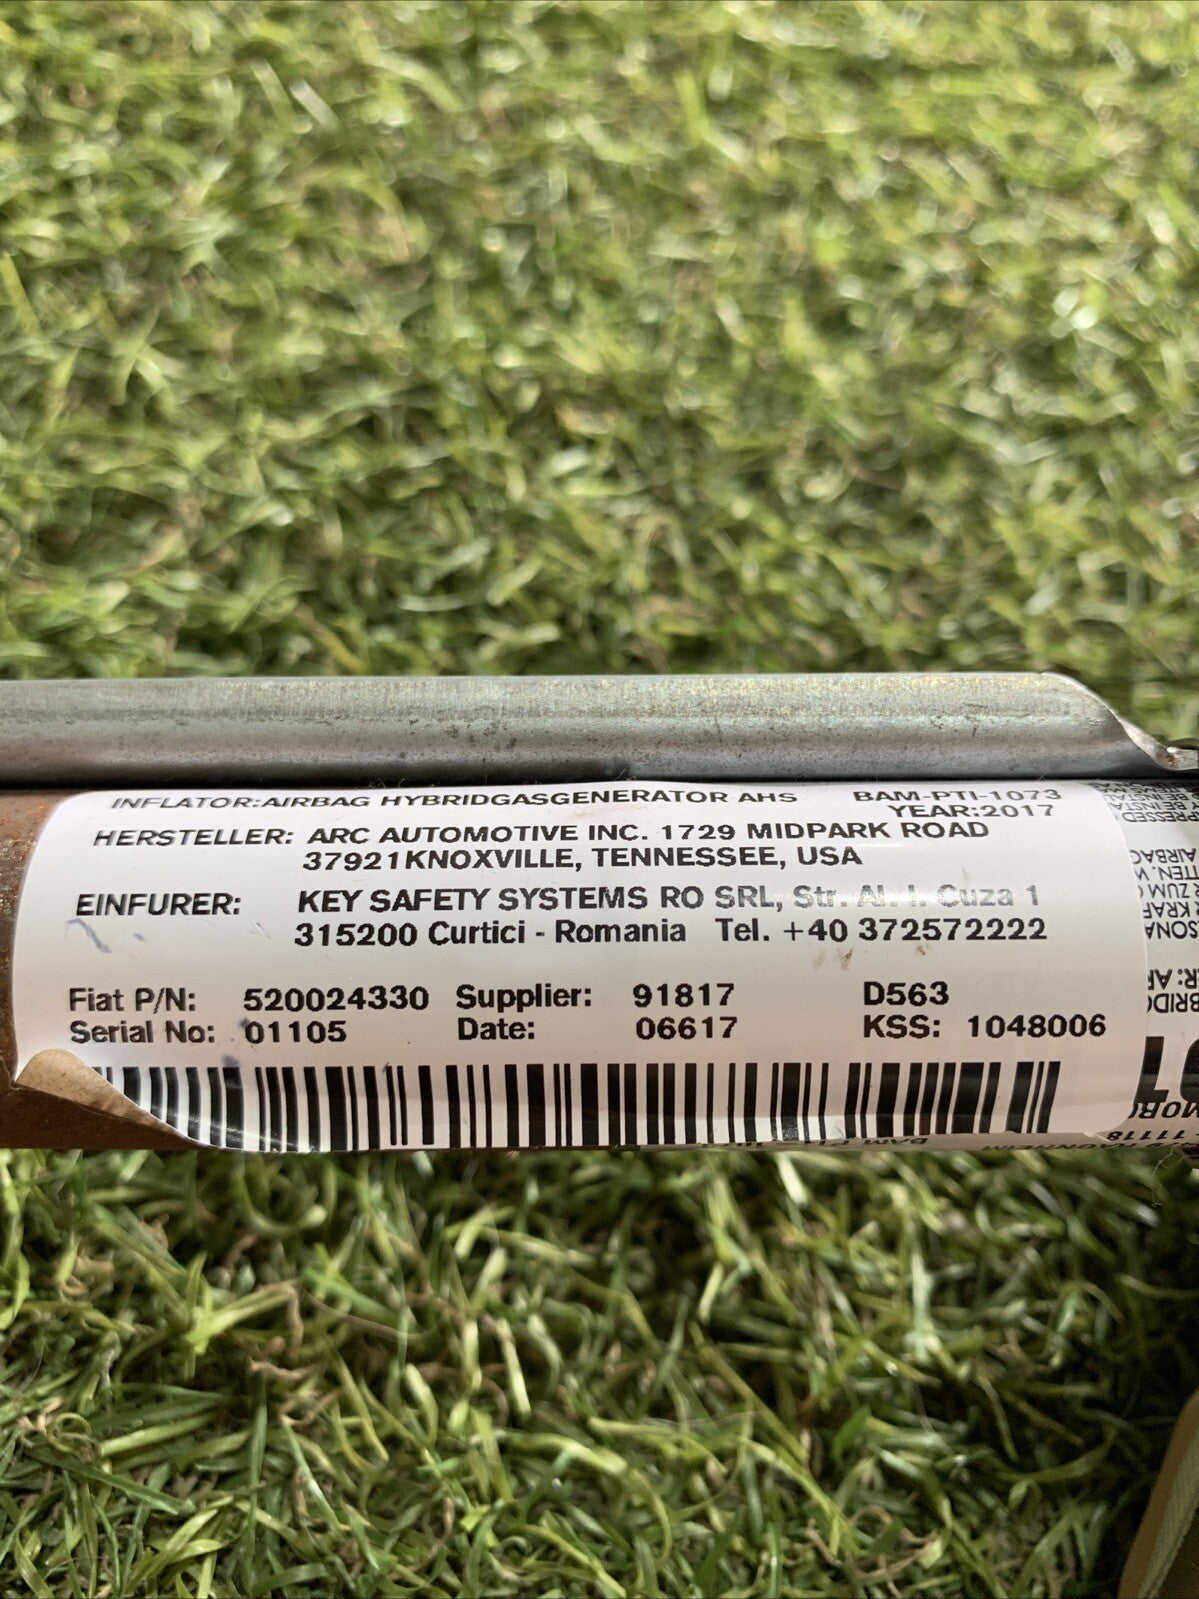 INFLATOR:AIRBAG HYBRIDGASGENERATOR AHS BAM-PTI-1073
YEAR:2017
HERSTELLER: ARC AUTOMOTIVE INC. 1729 MIDPARK ROAD
37921KNOXVILLE, TENNESSEE, USA
EINFURER: KEY SAFETY SYSTEMS RO SRL, Str. Al. I. Cuza 1
315200 Curtici - Romania Tel. +40 372572222
Fiat P/N: 520024330 Supplier: 91817 D563
Serial No: 01105 Date: 06617 KSS: 1048006